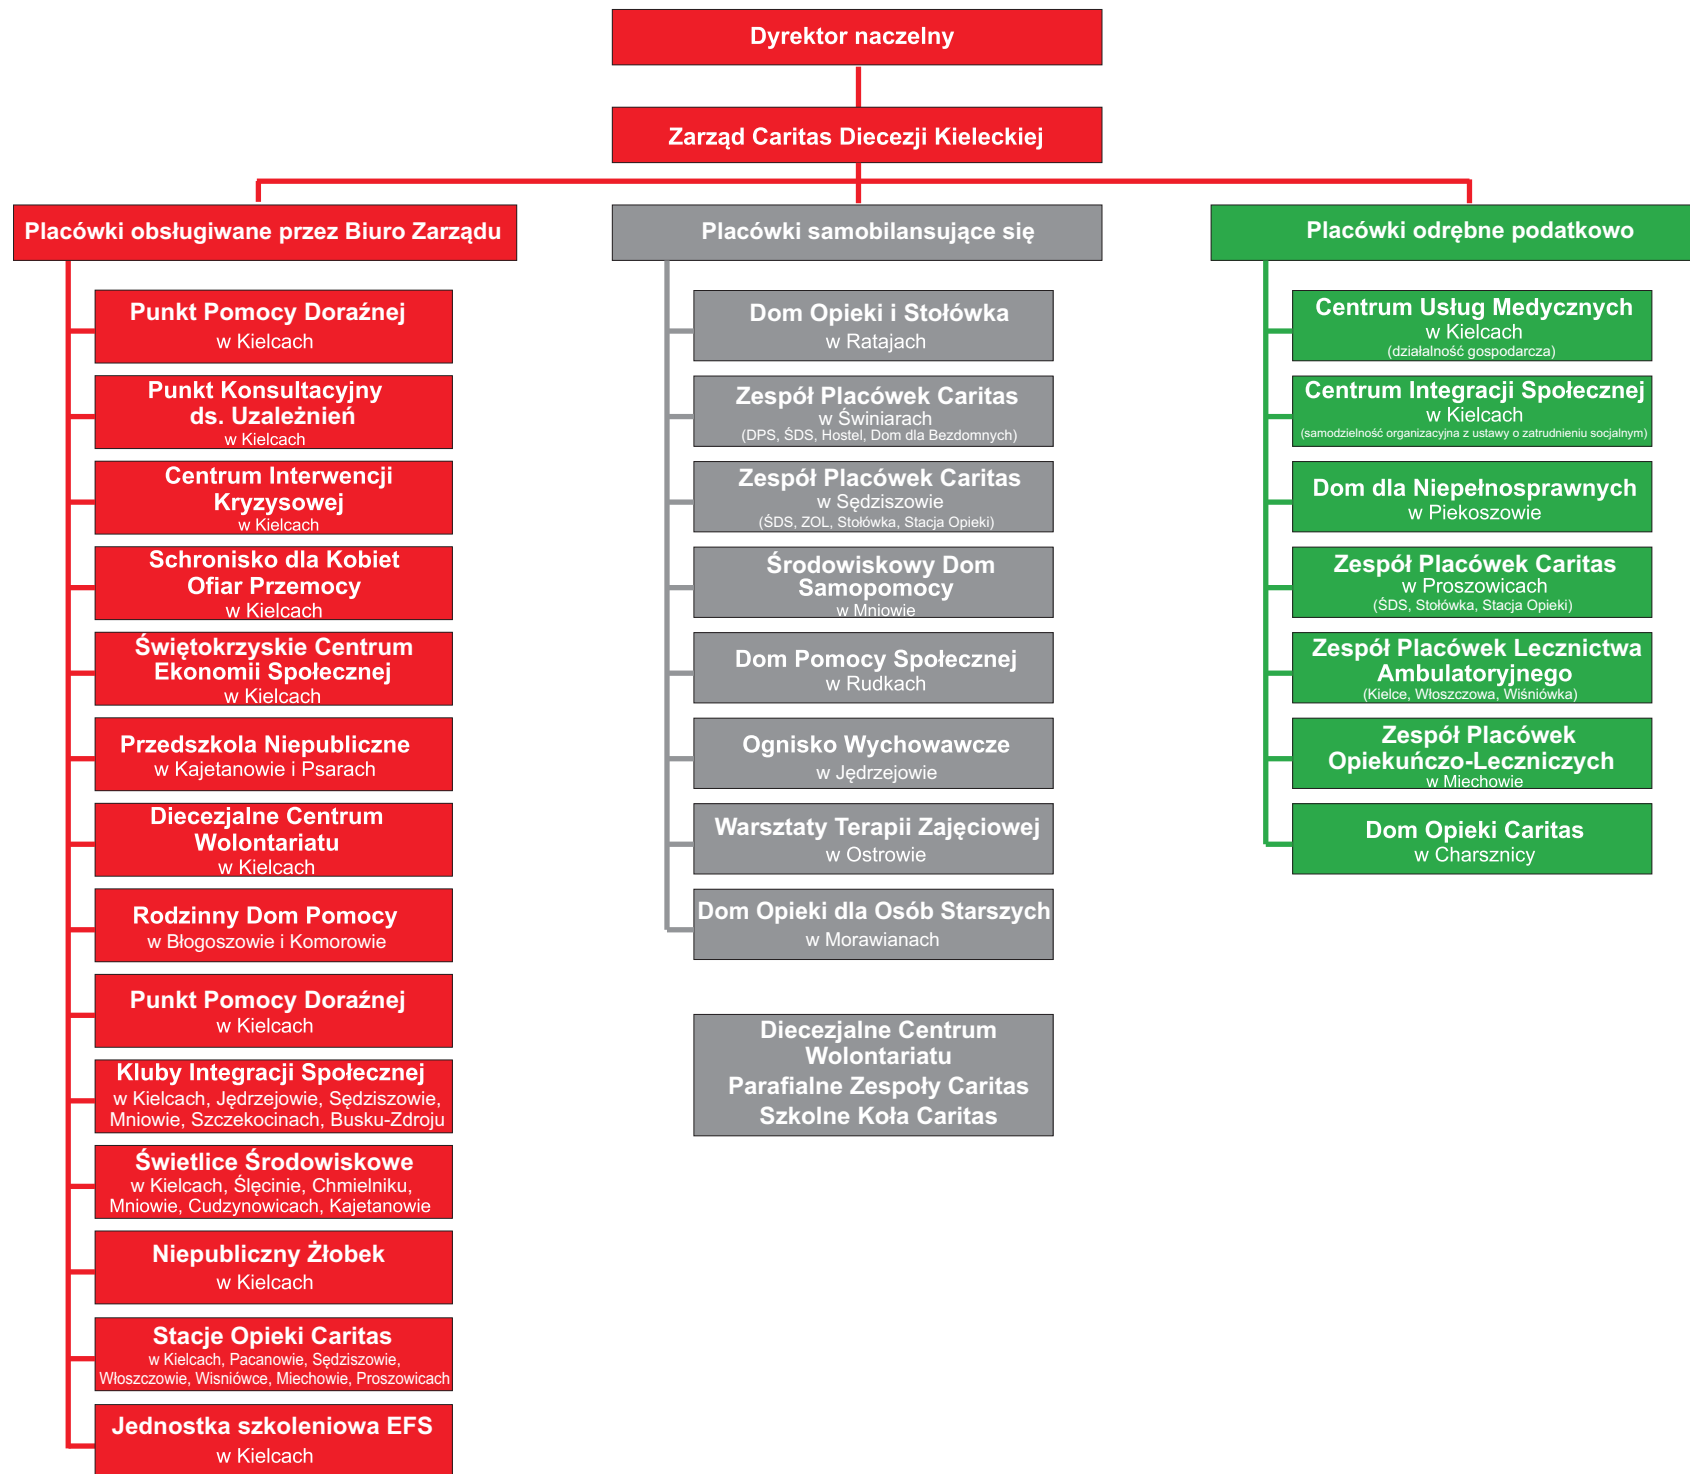 Dyrektor naczelny
Zarząd Caritas Diecezji Kieleckiej
Placówki obsługiwane przez Biuro Zarządu
Punkt Pomocy Doraźnej
w Kielcach
Punkt Konsultacyjny
ds. Uzależnień
w Kielcach
Centrum Interwencji
Kryzysowej
w Kielcach
Schronisko dla Kobiet
Ofiar Przemocy
w Kielcach
Świętokrzyskie Centrum
Ekonomii Społecznej
w Kielcach
Przedszkola Niepubliczne
w Kajetanowie i Psarach
Diecezjalne Centrum
Wolontariatu
w Kielcach
Rodzinny Dom Pomocy
w Błogoszowie i Komorowie
Punkt Pomocy Doraźnej
w Kielcach
Kluby Integracji Społecznej
w Kielcach, Jędrzejowie, Sędziszowie,
Mniowie, Szczekocinach, Busku-Zdroju
Świetlice Środowiskowe
w Kielcach, Ślęcinie, Chmielniku,
Mniowie, Cudzynowicach, Kajetanowie
Niepubliczny Żłobek
w Kielcach
Stacje Opieki Caritas
w Kielcach, Pacanowie, Sędziszowie,
Włoszczowie, Wisniówce, Miechowie, Proszowicach
Jednostka szkoleniowa EFS
w Kielcach
Placówki samobilansujące się
Dom Opieki i Stołówka
w Ratajach
Zespół Placówek Caritas
w Świniarach
(DPS, ŚDS, Hostel, Dom dla Bezdomnych)
Zespół Placówek Caritas
w Sędziszowie
(ŚDS, ZOL, Stołówka, Stacja Opieki)
Środowiskowy Dom
Samopomocy
w Mniowie
Dom Pomocy Społecznej
w Rudkach
Ognisko Wychowawcze
w Jędrzejowie
Warsztaty Terapii Zajęciowej
w Ostrowie
Dom Opieki dla Osób Starszych
w Morawianach
Diecezjalne Centrum
Wolontariatu
Parafialne Zespoły Caritas
Szkolne Koła Caritas
Placówki odrębne podatkowo
Centrum Usług Medycznych
w Kielcach
(działalność gospodarcza)
Centrum Integracji Społecznej
w Kielcach
(samodzielność organizacyjna z ustawy o zatrudnieniu socjalnym)
Dom dla Niepełnosprawnych
w Piekoszowie
Zespół Placówek Caritas
w Proszowicach
(ŚDS, Stołówka, Stacja Opieki)
Zespół Placówek Lecznictwa
Ambulatoryjnego
(Kielce, Włoszczowa, Wiśniówka)
Zespół Placówek
Opiekuńczo-Leczniczych
w Miechowie
Dom Opieki Caritas
w Charsznicy